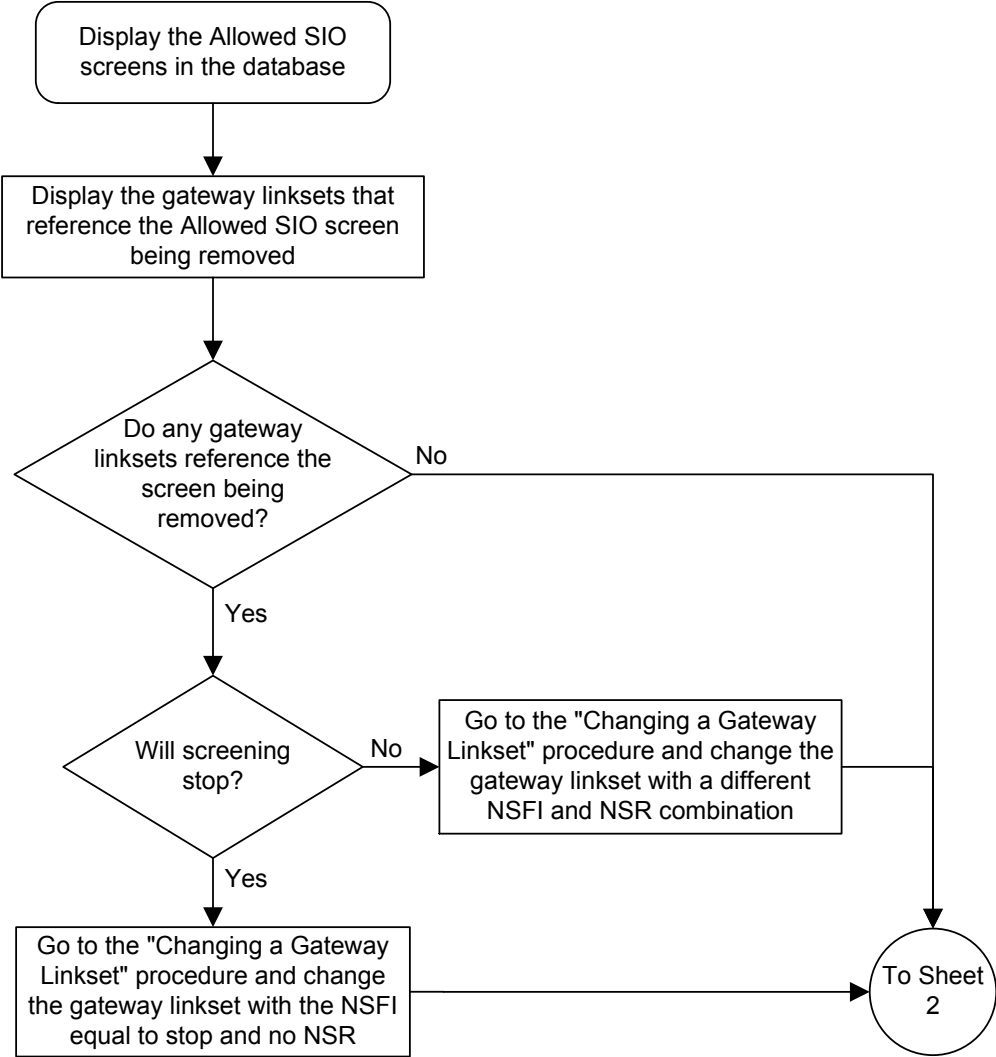 Display the Allowed SIO
screens in the database
Display the gateway linksets that
reference the Allowed SIO screen
being removed
Do any gateway
linksets reference the
screen being
removed?
No
Yes
Will screening
stop?
No
Go to the "Changing a Gateway
Linkset" procedure and change the
gateway linkset with a different
NSFI and NSR combination
Yes
Go to the "Changing a Gateway
Linkset" procedure and change
the gateway linkset with the NSFI
equal to stop and no NSR
To Sheet
2